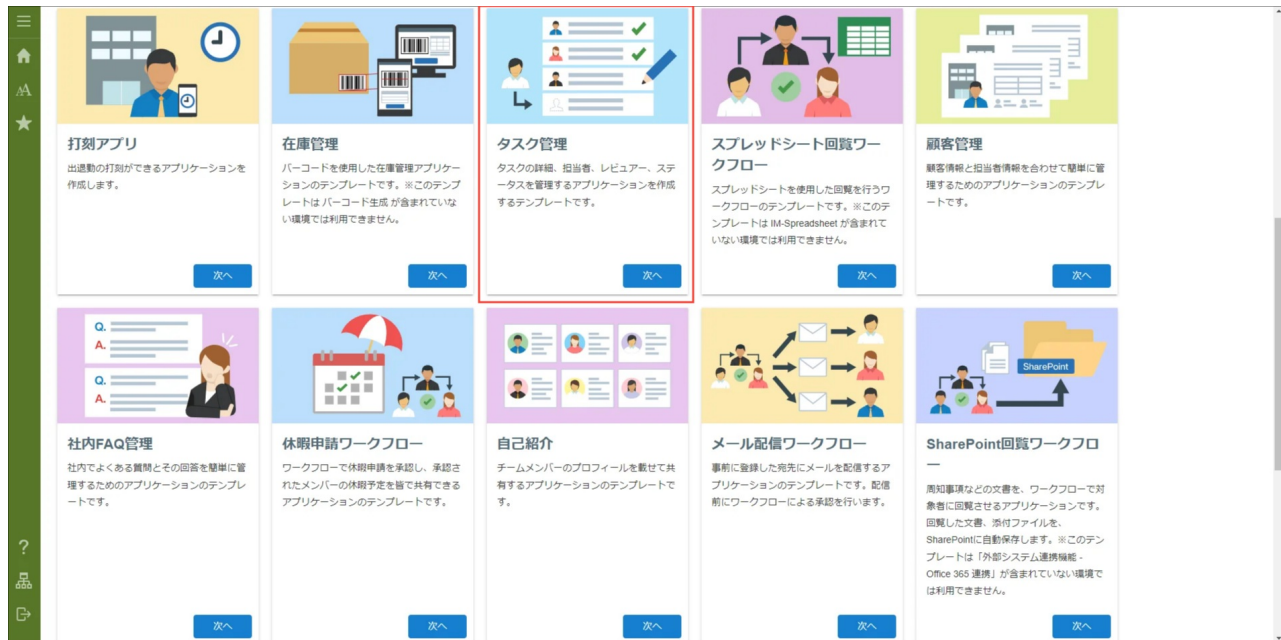 打刻アプリ
出退勤の打刻ができるアプリケーションを
作成します。
次へ
在庫管理
バーコードを使用した在庫管理アプリケー
ションのテンプレートです。※このテンプ
レートは バーコード生成 が含まれていな
い環境では利用できません。
次へ
タスク管理
タスクの詳細、担当者、レビュアー、ステ
ータスを管理するアプリケーションを作成
するテンプレートです。
次へ
スプレッドシート回覧ワー
クフロー
スプレッドシートを使用した回覧を行うワ
ークフローのテンプレートです。※このテ
ンプレートは IM-Spreadsheet が含まれて
いない環境では利用できません。
次へ
顧客管理
顧客情報と担当者情報を合わせて簡単に管
理するためのアプリケーションのテンプレ
ートです。
次へ
Q.
A.
Q.
A.
社内FAQ管理
社内でよくある質問とその回答を簡単に管
理するためのアプリケーションのテンプレ
ートです。
次へ
休暇申請ワークフロー
ワークフローで休暇申請を承認し、承認さ
れたメンバーの休暇予定を皆で共有できる
アプリケーションのテンプレートです。
次へ
自己紹介
チームメンバーのプロフィールを載せて共
有するアプリケーションのテンプレートで
す。
次へ
メール配信ワークフロー
事前に登録した宛先にメールを配信するア
プリケーションのテンプレートです。配信
前にワークフローによる承認を行います。
次へ
SharePoint
SharePoint回覧ワークフロ
ー
周知事項などの文書を、ワークフローで対
象者に回覧させるアプリケーションです。
回覧した文書、添付ファイルを、
SharePointに自動保存します。※このテン
プレートは「外部システム連携機能 -
Office 365 連携」が含まれていない環境で
は利用できません。
次へ